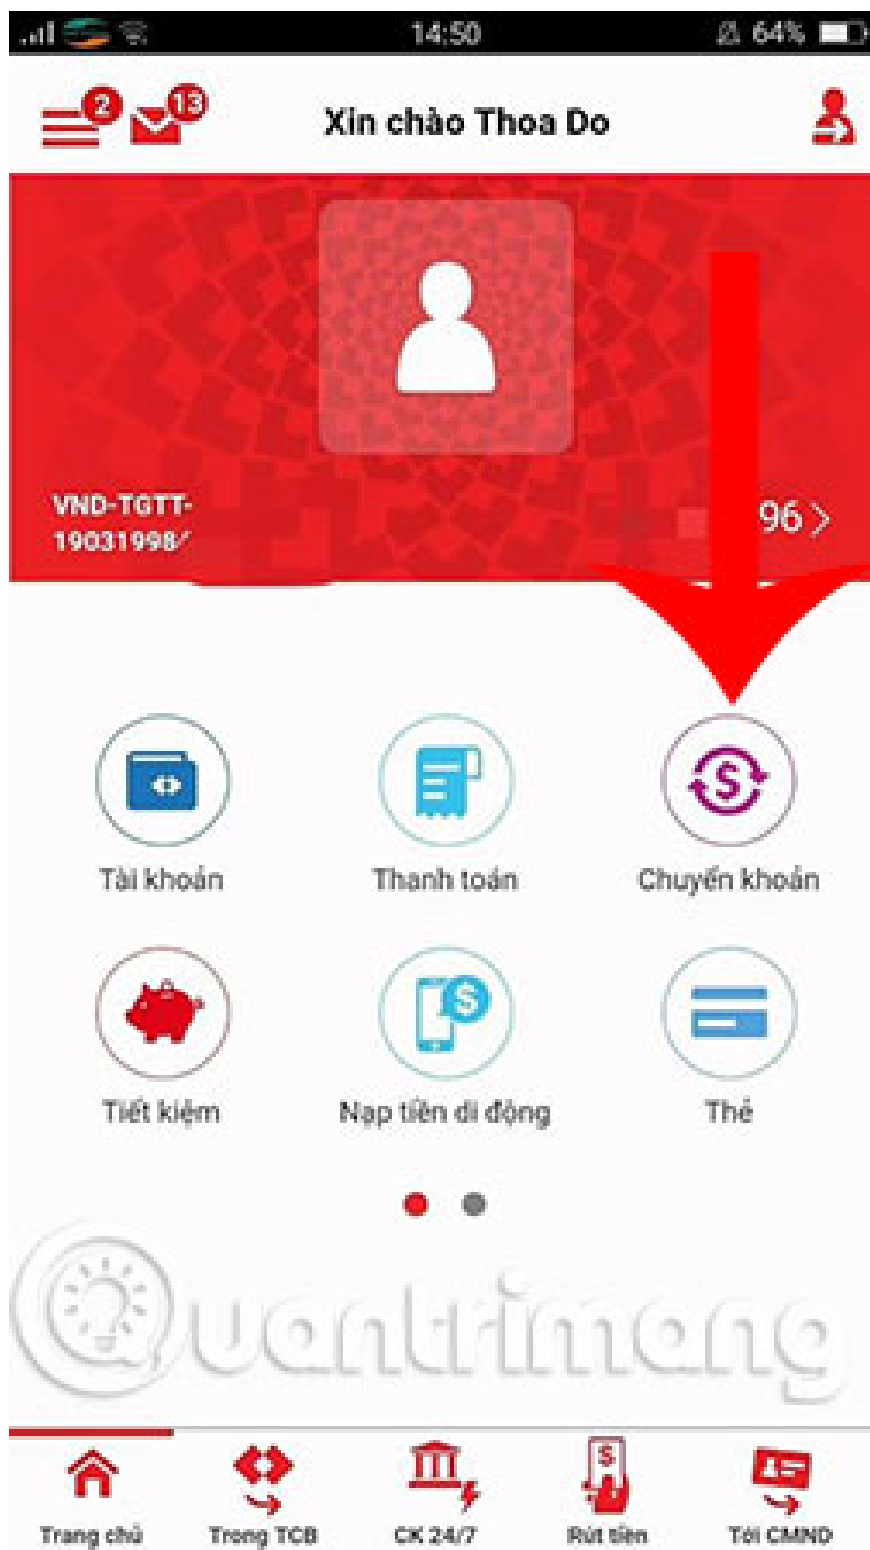 14:50
64%
2
13
Xin chào Thoa Do
VND-TGTT-
19031998
96
Tài khoản
Thanh toán
Chuyển khoản
Tiết kiệm
Nạp tiền di động
Thẻ
Quantrimang
Trang chủ
Trong TCB
CK 24/7
Rút tiền
Tới CMND